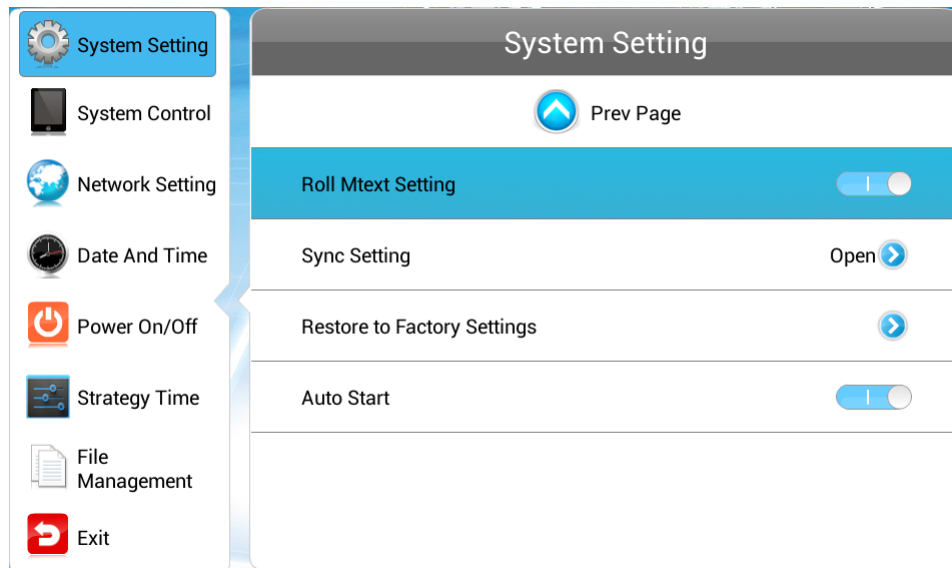 System Setting
System Control
Network Setting
Date And Time
Power On/Off
Strategy Time
File
Management
Exit
System Setting
Prev Page
Roll Mtext Setting
Sync Setting
Open
Restore to Factory Settings
Auto Start